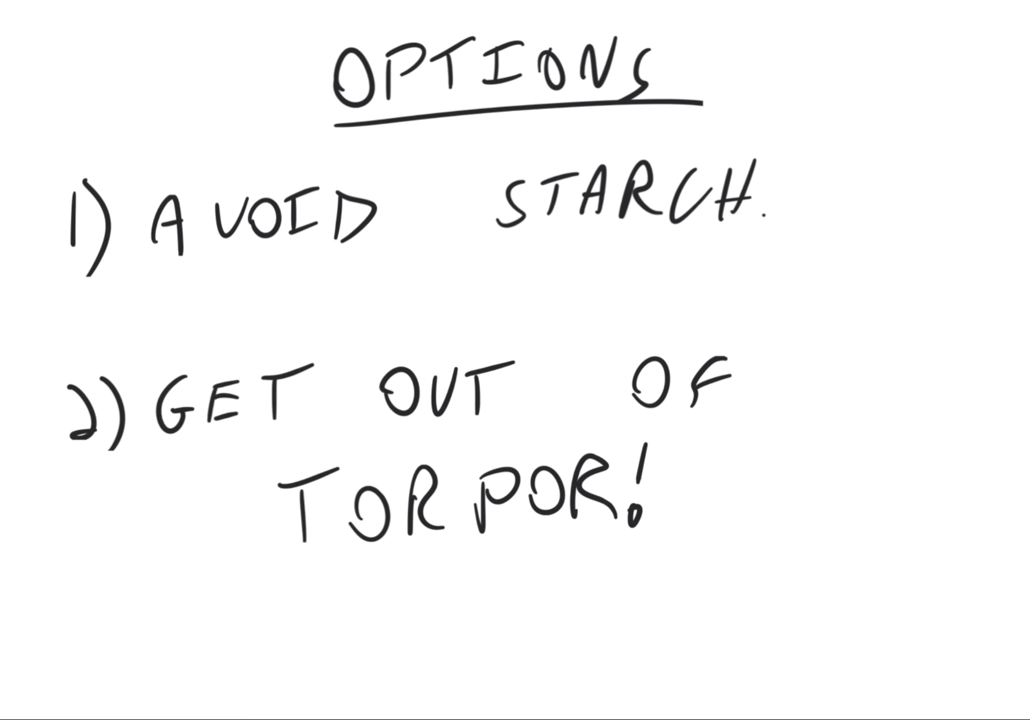 OPTIONS
1) AVOID STARCH.
2) GET OUT OF
TORPOR!